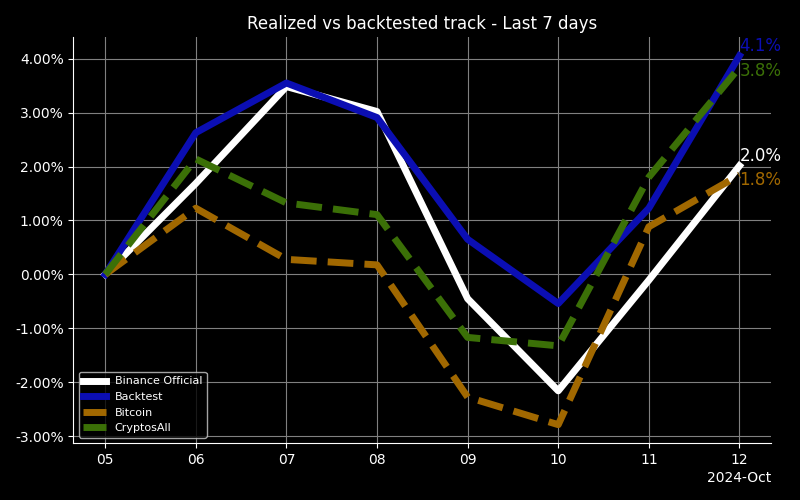 Realized vs backtested track - Last 7 days
4.00%
3.00%
2.00%
1.00%
0.00%
-1.00%
-2.00%
-3.00%
4.1%
3.8%
2.0%
1.8%
Binance Official
Backtest
Bitcoin
CryptosAll
05 06 07 08 09 10 11 12
2024-Oct